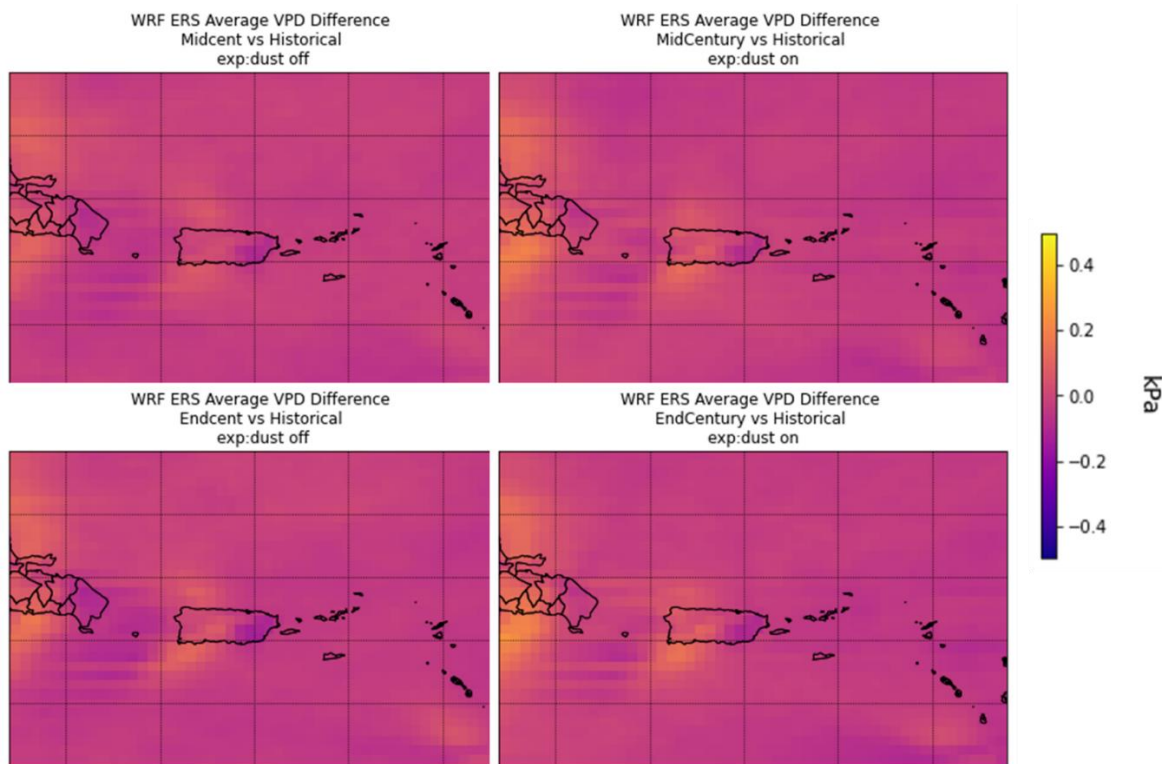 WRF ERS Average VPD Difference
Midcent vs Historical
exp:dust off
WRF ERS Average VPD Difference
MidCentury vs Historical
exp:dust on
WRF ERS Average VPD Difference
Endcent vs Historical
exp:dust off
WRF ERS Average VPD Difference
EndCentury vs Historical
exp:dust on
0.4
0.2
0.0
−0.2
−0.4
kPa